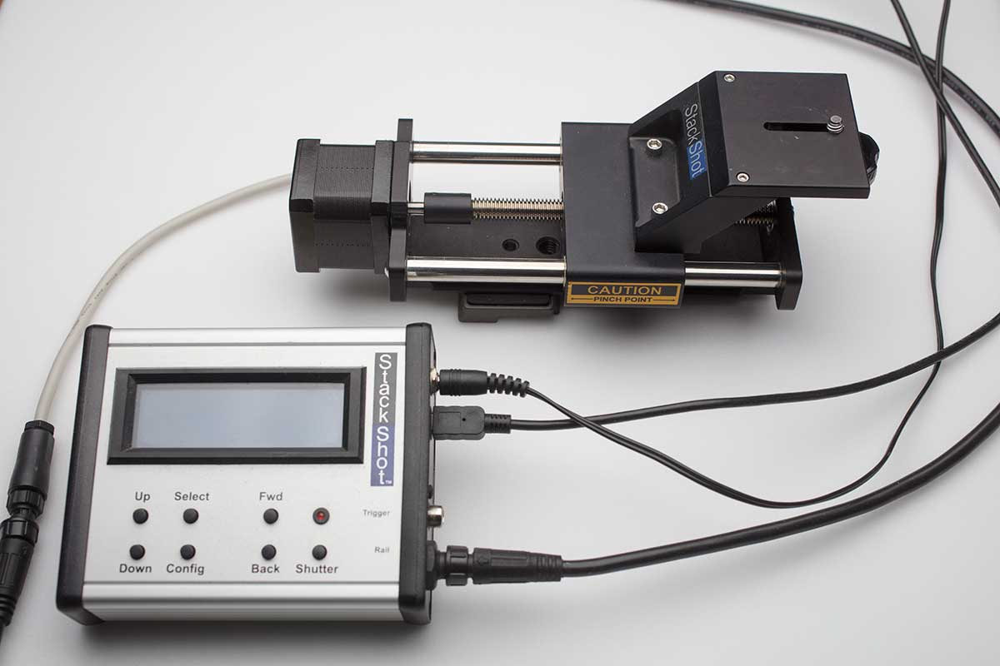 StackShot
CAUTION
PINCH POINT
StackShot™
Up Select Fwd
Trigger
Rail
Down Config Back Shutter